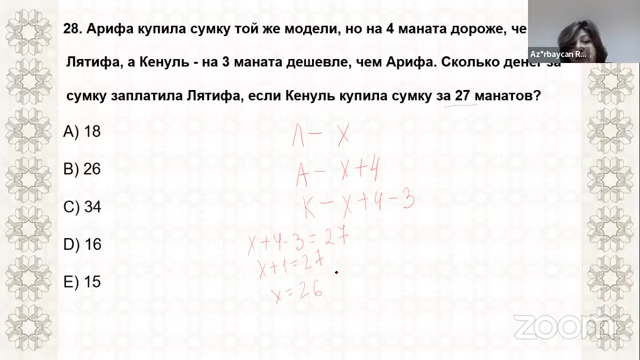 28. Арифа купила сумку той же модели, но на 4 маната дороже, че
Az*rbaycan R...
Лятифа, а Кенуль - на 3 маната дешевле, чем Арифа. Сколько денег за
сумку заплатила Лятифа, если Кенуль купила сумку за 27 манатов?
A) 18
B) 26
C) 34
D) 16
E) 15
Л — x
А — x+4
К — x+4-3
x+4-3=27
x+1=27
x=26
zoom